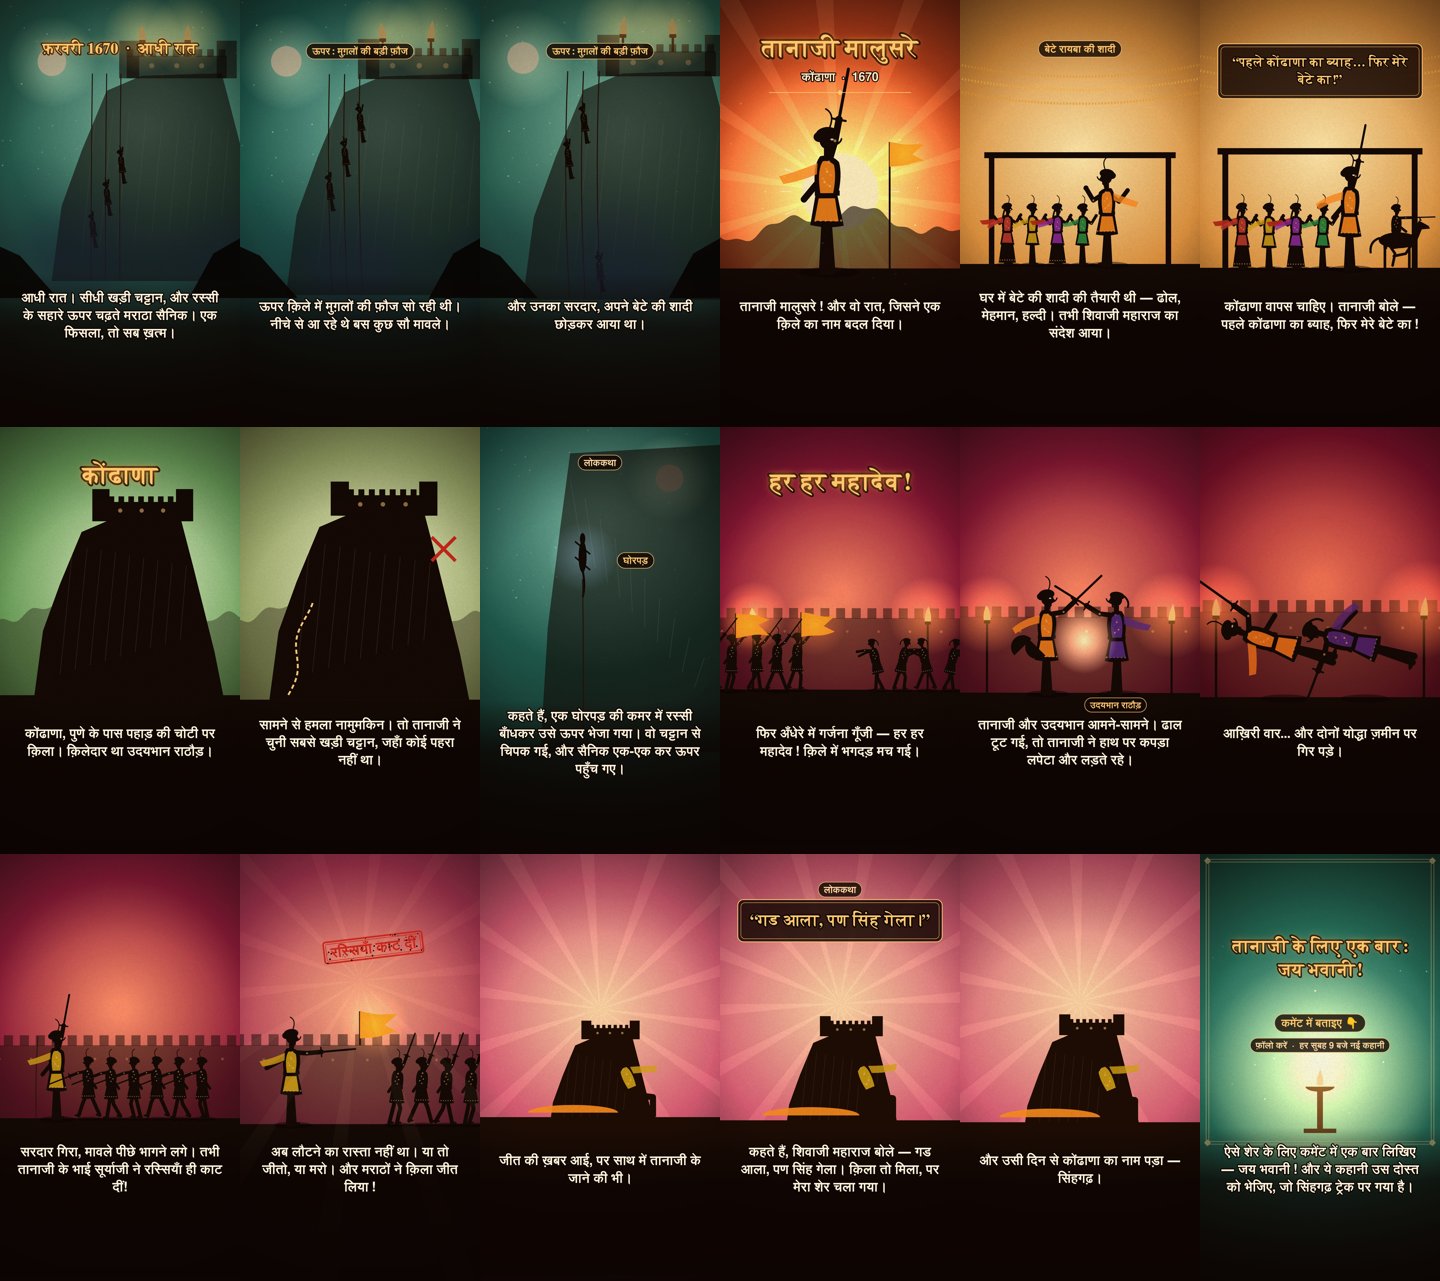 फ़रवरी 1670 · आधी रात
आधी रात। सीधी खड़ी चट्टान, और रस्सी
के सहारे ऊपर चढ़ते मराठा सैनिक। एक
फिसला, तो सब ख़त्म।
ऊपर : मुग़लों की बड़ी फ़ौज
ऊपर क़िले में मुग़लों की फ़ौज सो रही थी।
नीचे से आ रहे थे बस कुछ सौ मावले।
ऊपर : मुग़लों की बड़ी फ़ौज
और उनका सरदार, अपने बेटे की शादी
छोड़कर आया था।
तानाजी मालुसरे
कोंढाणा · 1670
तानाजी मालुसरे ! और वो रात, जिसने एक
क़िले का नाम बदल दिया।
बेटे रायबा की शादी
घर में बेटे की शादी की तैयारी थी — ढोल,
मेहमान, हल्दी। तभी शिवाजी महाराज का
संदेश आया।
“पहले कोंढाणा का ब्याह… फिर मेरे
बेटे का !”
कोंढाणा वापस चाहिए। तानाजी बोले —
पहले कोंढाणा का ब्याह, फिर मेरे बेटे का !
कोंढाणा
कोंढाणा, पुणे के पास पहाड़ की चोटी पर
क़िला। क़िलेदार था उदयभान राठौड़।
सामने से हमला नामुमकिन। तो तानाजी ने
चुनी सबसे खड़ी चट्टान, जहाँ कोई पहरा
नहीं था।
लोककथा
घोरपड़
कहते हैं, एक घोरपड़ की कमर में रस्सी
बाँधकर उसे ऊपर भेजा गया। वो चट्टान से
चिपक गई, और सैनिक एक-एक कर ऊपर
पहुँच गए।
हर हर महादेव !
फिर अँधेरे में गर्जना गूँजी — हर हर
महादेव ! क़िले में भगदड़ मच गई।
उदयभान राठौड़
तानाजी और उदयभान आमने-सामने। ढाल
टूट गई, तो तानाजी ने हाथ पर कपड़ा
लपेटा और लड़ते रहे।
आख़िरी वार... और दोनों योद्धा ज़मीन पर
गिर पड़े।
सरदार गिरा, मावले पीछे भागने लगे। तभी
तानाजी के भाई सूर्याजी ने रस्सियाँ ही काट
दीं!
रस्सियाँ काट दीं
अब लौटने का रास्ता नहीं था। या तो
जीतो, या मरो। और मराठों ने क़िला जीत
लिया !
जीत की ख़बर आई, पर साथ में तानाजी के
जाने की भी।
लोककथा
“गड आला, पण सिंह गेला।”
कहते हैं, शिवाजी महाराज बोले — गड
आला, पण सिंह गेला। क़िला तो मिला, पर
मेरा शेर चला गया।
और उसी दिन से कोंढाणा का नाम पड़ा —
सिंहगढ़।
तानाजी के लिए एक बार :
जय भवानी !
कमेंट में बताइए 👇
फ़ॉलो करें · हर सुबह 9 बजे नई कहानी
ऐसे शेर के लिए कमेंट में एक बार लिखिए
— जय भवानी ! और ये कहानी उस दोस्त
को भेजिए, जो सिंहगढ़ ट्रेक पर गया है।